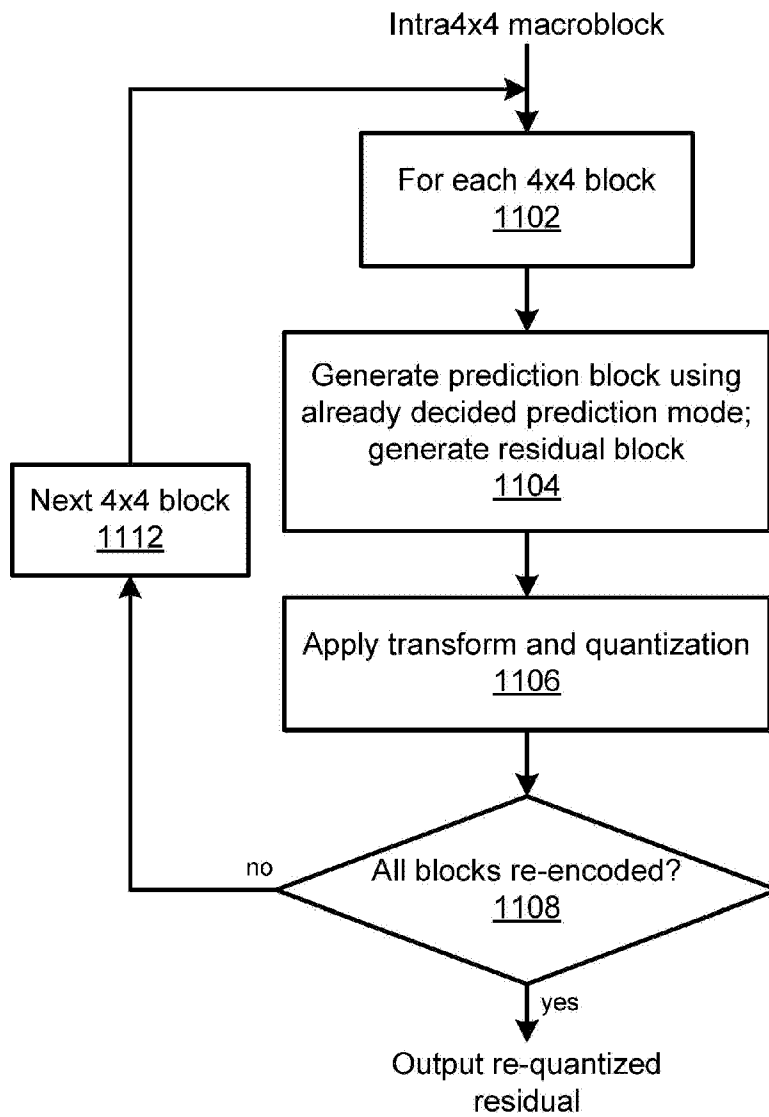 Intra4x4 macroblock
For each 4x4 block
1102
Generate prediction block using
already decided prediction mode;
generate residual block
1104
Next 4x4 block
1112
Apply transform and quantization
1106
no
All blocks re-encoded?
1108
yes
Output re-quantized
residual